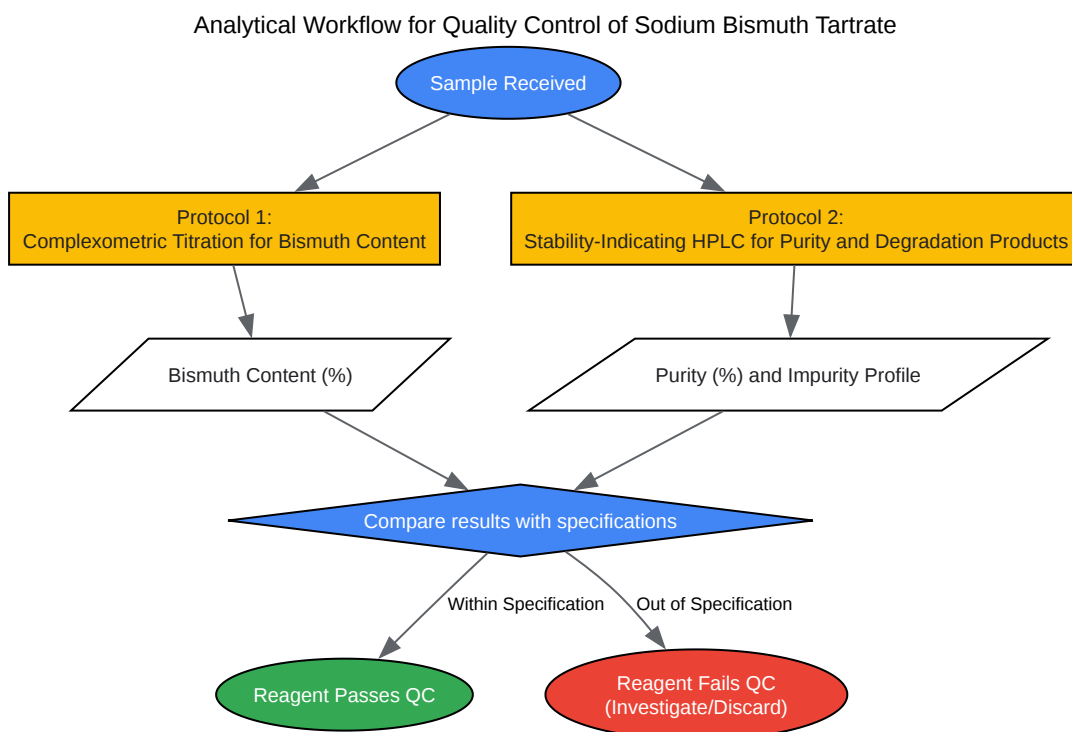 Analytical Workflow for Quality Control of Sodium Bismuth Tartrate
Sample Received
Protocol 1:
Complexometric Titration for Bismuth Content
Protocol 2:
Stability-Indicating HPLC for Purity and Degradation Products
Bismuth Content (%)
Purity (%) and Impurity Profile
Compare results with specifications
Within Specification
Out of Specification
Reagent Passes QC
Reagent Fails QC
(Investigate/Discard)